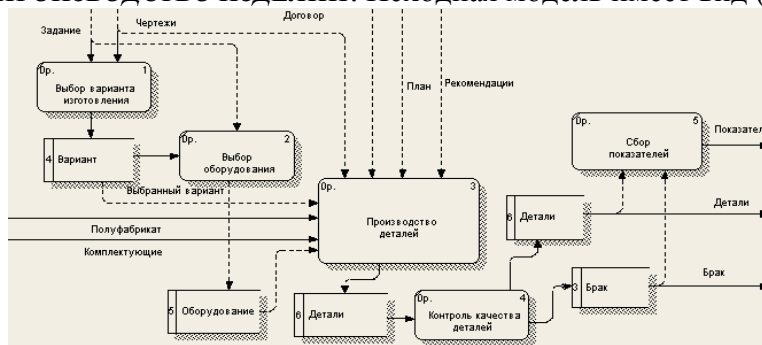 Договор
Задание
Чертежи
План
Рекомендации
0р. 1
Выбор варианта
изготовления
0р. 2
Выбор
оборудования
0р. 5
Сбор
показателей
Показател
4 Вариант
Выбранный вариант
0р. 3
Производство
деталей
Полуфабрикат
Комплектующие
6 Детали
Детали
5 Оборудование
6 Детали
0р. 4
Контроль качества
деталей
3 Брак
Брак